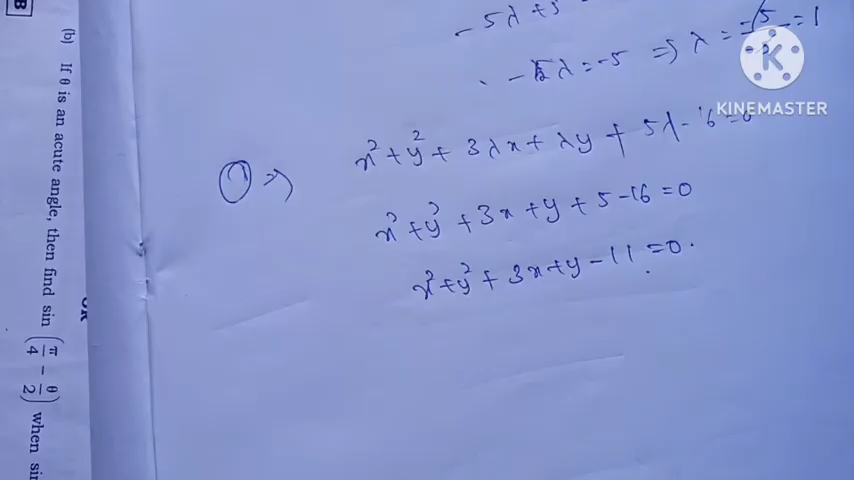 - 5λ + 3
- 5λ = -5 ⇒ λ = -5/-5 = 1
① ⇒ x² + y² + 3λx + λy + 5λ - 16 = 0
x² + y² + 3x + y + 5 - 16 = 0
x² + y² + 3x + y - 11 = 0.
K
KINEMASTER
B
(b) If θ is an acute angle, then find sin (π/4 - θ/2) when sin
OR